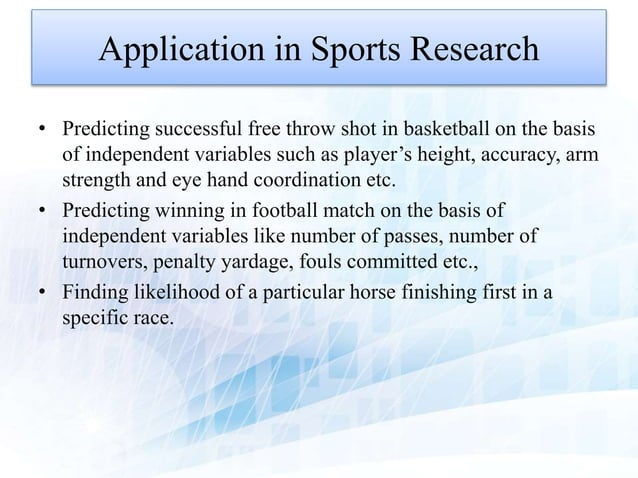 Application in Sports Research
• Predicting successful free throw shot in basketball on the basis
of independent variables such as player’s height, accuracy, arm
strength and eye hand coordination etc.
• Predicting winning in football match on the basis of
independent variables like number of passes, number of
turnovers, penalty yardage, fouls committed etc.,
• Finding likelihood of a particular horse finishing first in a
specific race.